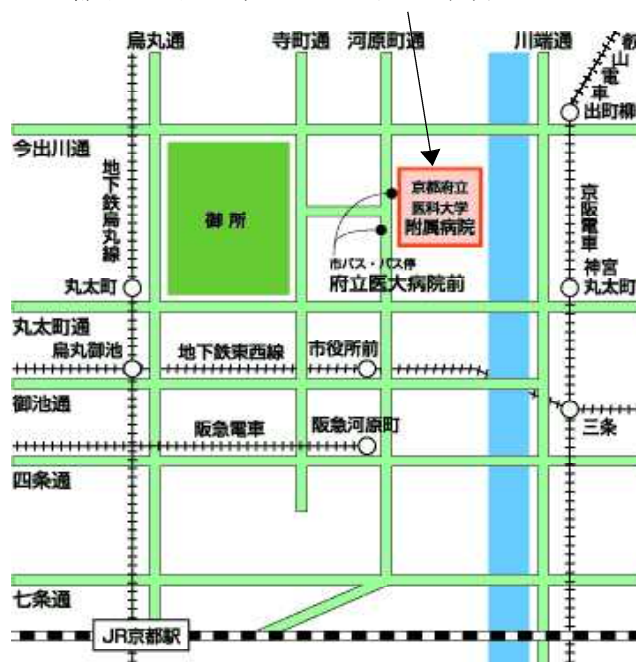 烏丸通
寺町通
河原町通
川端通
叡山電車
出町柳
今出川通
地下鉄烏丸線
御所
京都府立
医科大学
附属病院
京阪電車
市バス・バス停
府立医大病院前
神宮
丸太町
丸太町
丸太町通
烏丸御池
地下鉄東西線
市役所前
御池通
阪急電車
阪急河原町
三条
四条通
七条通
JR京都駅